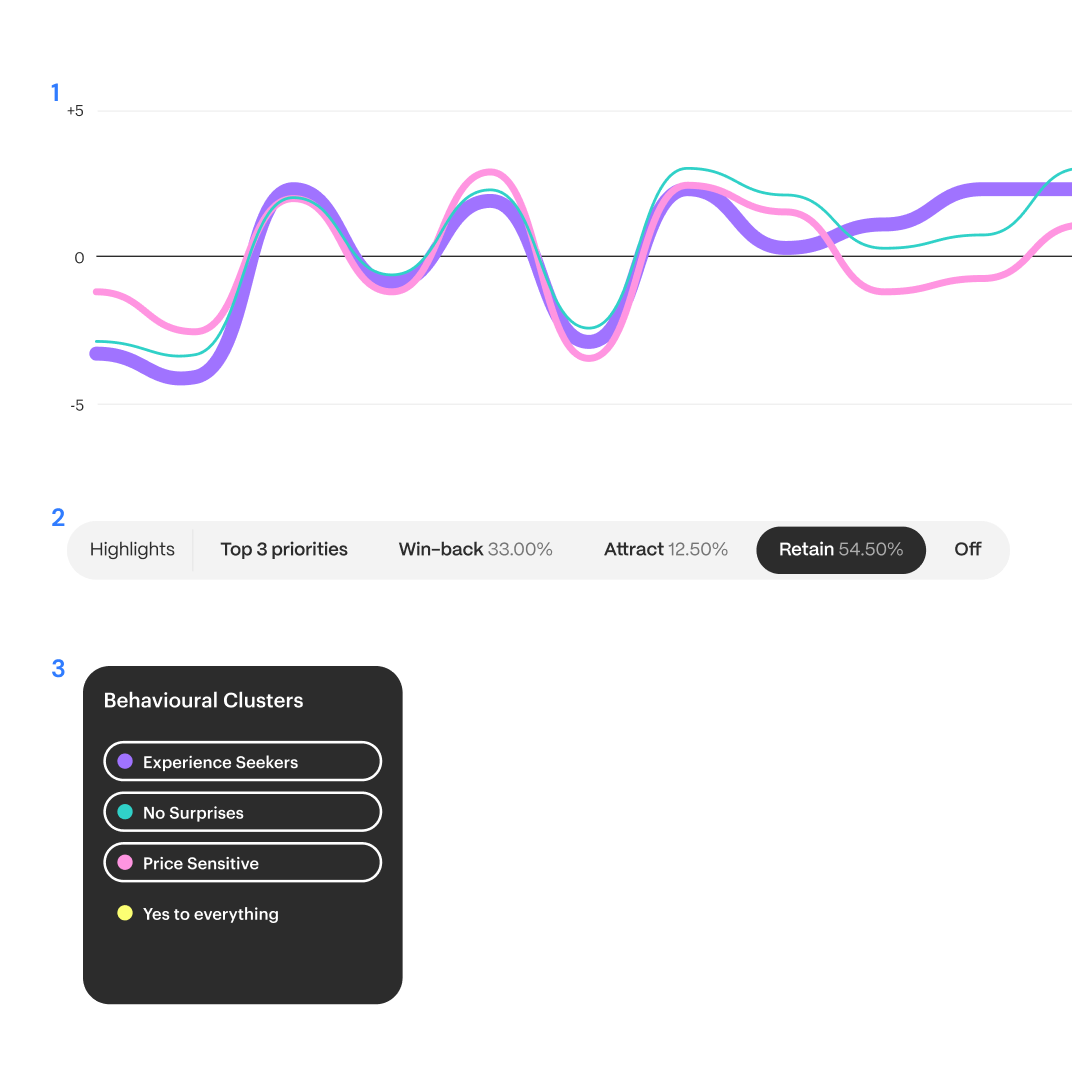 1
+5
0
-5
2
Highlights Top 3 priorities Win-back 33.00% Attract 12.50% Retain 54.50% Off
3
Behavioural Clusters
Experience Seekers
No Surprises
Price Sensitive
Yes to everything